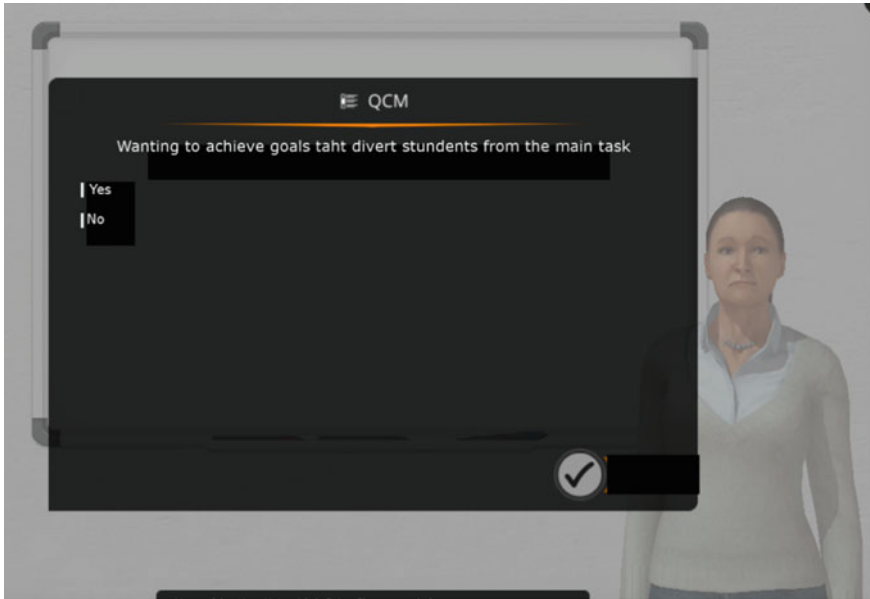 QCM
Wanting to achieve goals taht divert stundents from the main task
Yes
No